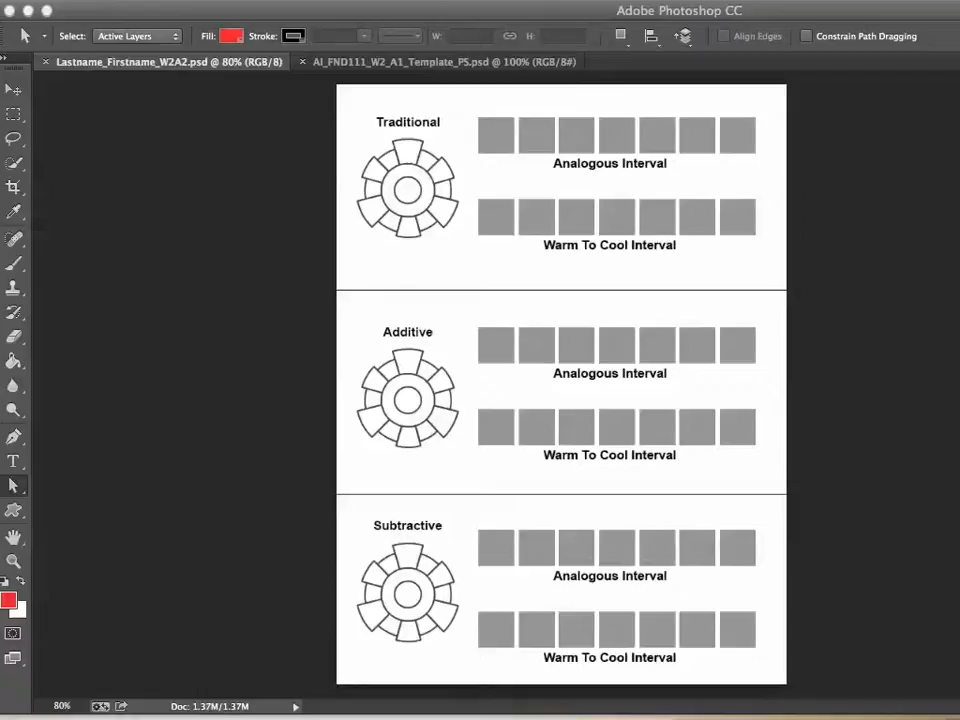 Adobe Photoshop CC
Select: Active Layers Fill: Stroke: W: H: Align Edges Constrain Path Dragging
× Lastname_Firstname_W2A2.psd @ 80% (RGB/8) × AI_FND111_W2_A1_Template_PS.psd @ 100% (RGB/8#)
Traditional
Analogous Interval
Warm To Cool Interval
Additive
Analogous Interval
Warm To Cool Interval
Subtractive
Analogous Interval
Warm To Cool Interval
80% Doc: 1.37M/1.37M